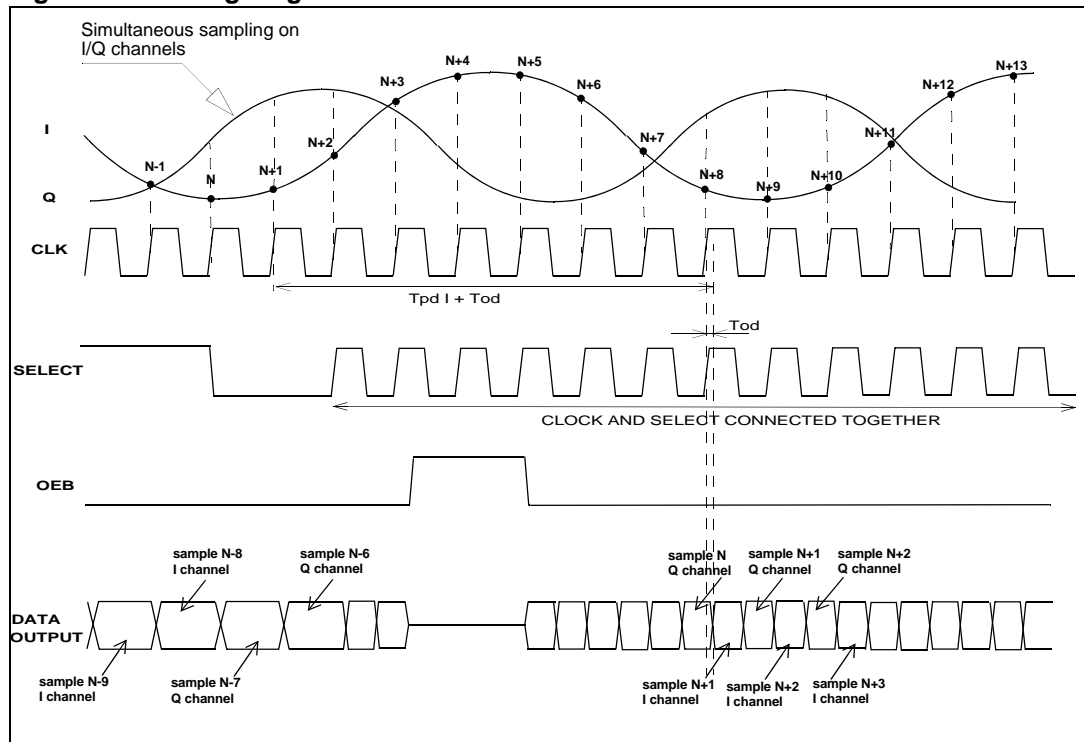 Simultaneous sampling on
I/Q channels
N+4
N+5
N+13
N+3
N+6
N+12
I
N+2
N+7
N+11
N-1
N
N+1
N+8
N+9
N+10
Q
CLK
Tpd I + Tod
Tod
SELECT
CLOCK AND SELECT CONNECTED TOGETHER
OEB
sample N-8
I channel
sample N-6
Q channel
sample N
Q channel
sample N+1
Q channel
sample N+2
Q channel
DATA
OUTPUT
sample N-9
I channel
sample N-7
Q channel
sample N+1
I channel
sample N+2
I channel
sample N+3
I channel